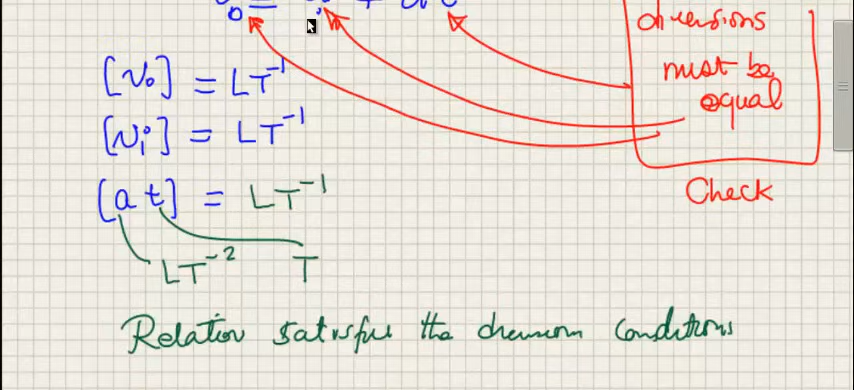 dimensions
must be
equal
[v₀] = LT⁻¹
[vᵢ] = LT⁻¹
[a t] = LT⁻¹
Check
LT⁻² T
Relation satisfies the dimension conditions